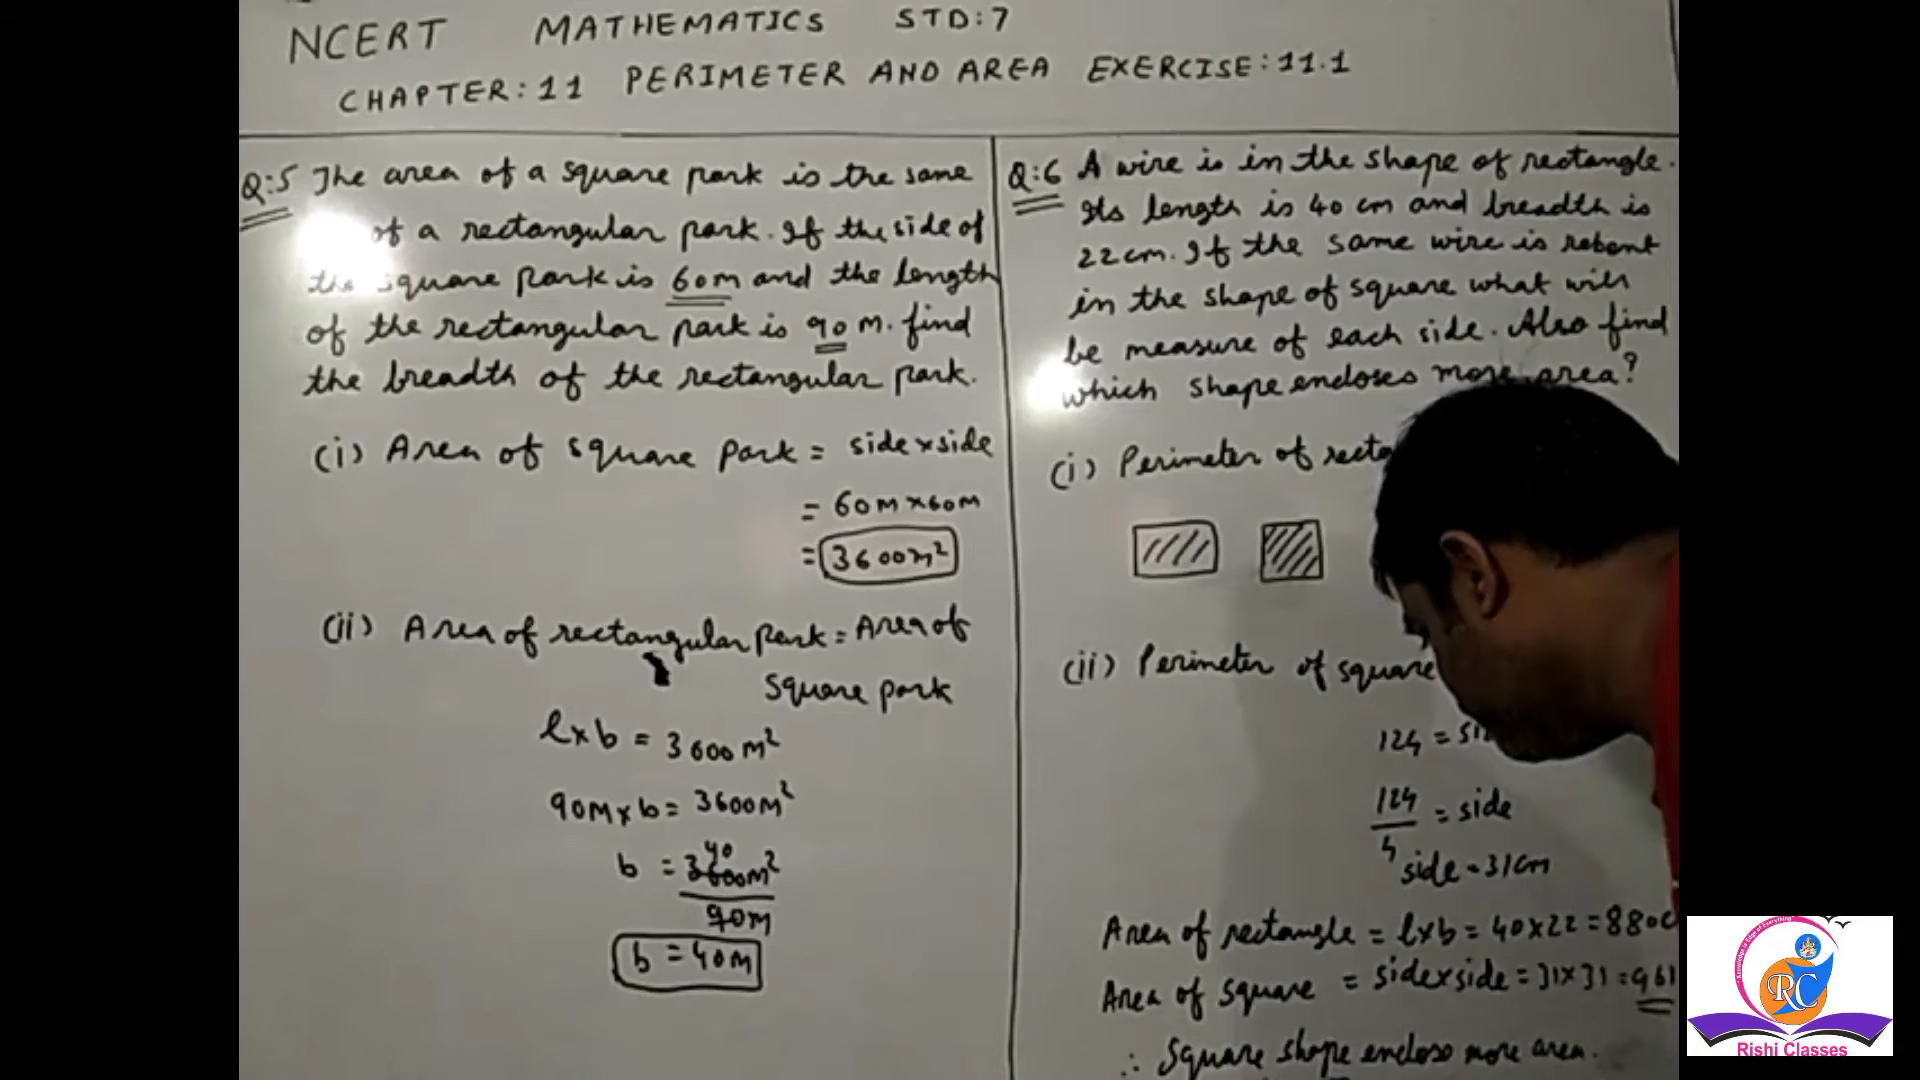 NCERT MATHEMATICS STD:7
CHAPTER:11 PERIMETER AND AREA EXERCISE:11.1
Q:5 The area of a square park is the same
of a rectangular park. If the side of
the square park is 60m and the length
of the rectangular park is 90 m. find
the breadth of the rectangular park.
(i) Area of square park = side×side
= 60m×60m
= 3600m²
(ii) Area of rectangular park = Area of
square park
l×b = 3600m²
90m×b = 3600m²
40
b = 3600m²
90m
b = 40m
Q:6 A wire is in the shape of rectangle.
Its length is 40 cm and breadth is
22cm. If the same wire is rebent
in the shape of square what will
be measure of each side. Also find
which shape encloses more area?
(i) Perimeter of recta
(ii) Perimeter of square
124 = si
124 = side
4
side = 31cm
Area of rectangle = l×b = 40×22 = 880c
Area of square = side×side = 31×31 = 961
∴ Square shape encloso more area.
RC
Rishi Classes